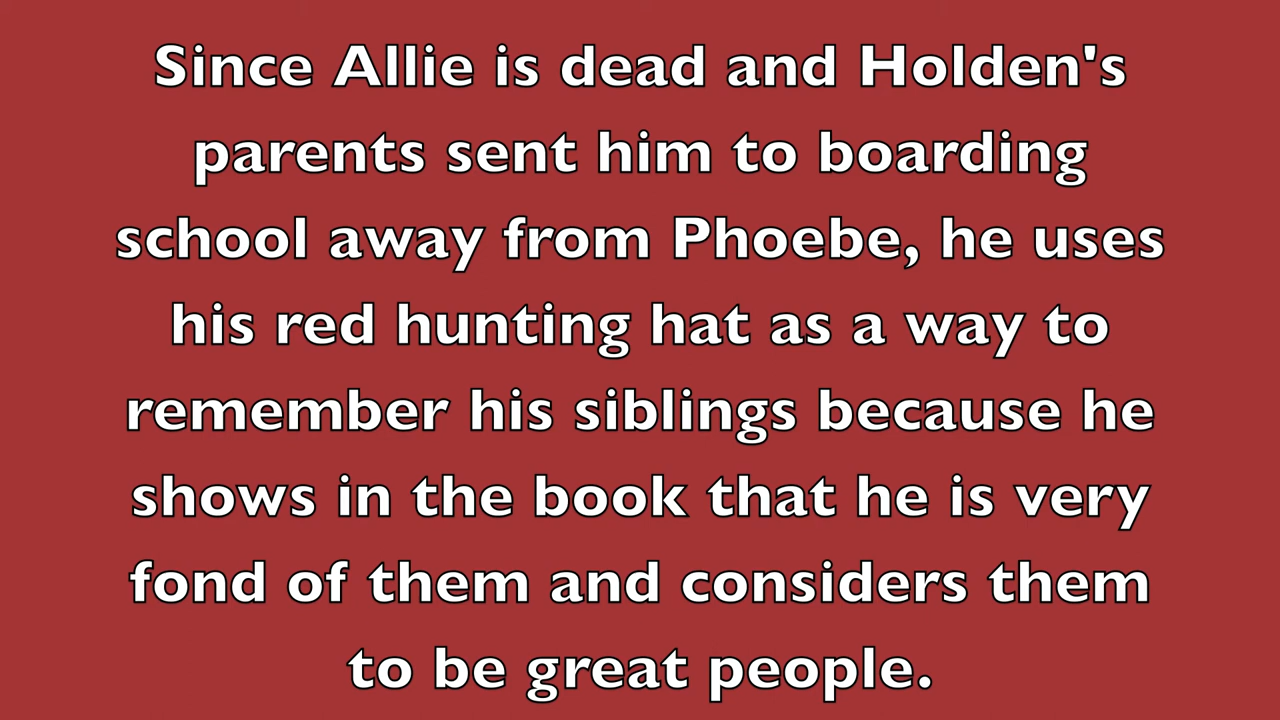 Since Allie is dead and Holden's
parents sent him to boarding
school away from Phoebe, he uses
his red hunting hat as a way to
remember his siblings because he
shows in the book that he is very
fond of them and considers them
to be great people.